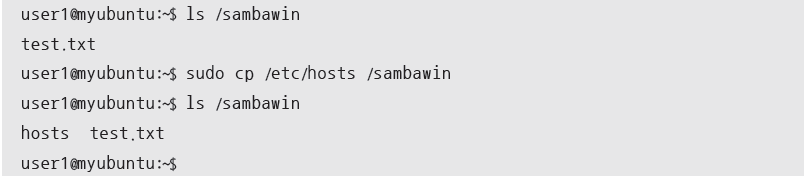 user1@myubuntu:~$ ls /sambawin
test.txt
user1@myubuntu:~$ sudo cp /etc/hosts /sambawin
user1@myubuntu:~$ ls /sambawin
hosts  test.txt
user1@myubuntu:~$